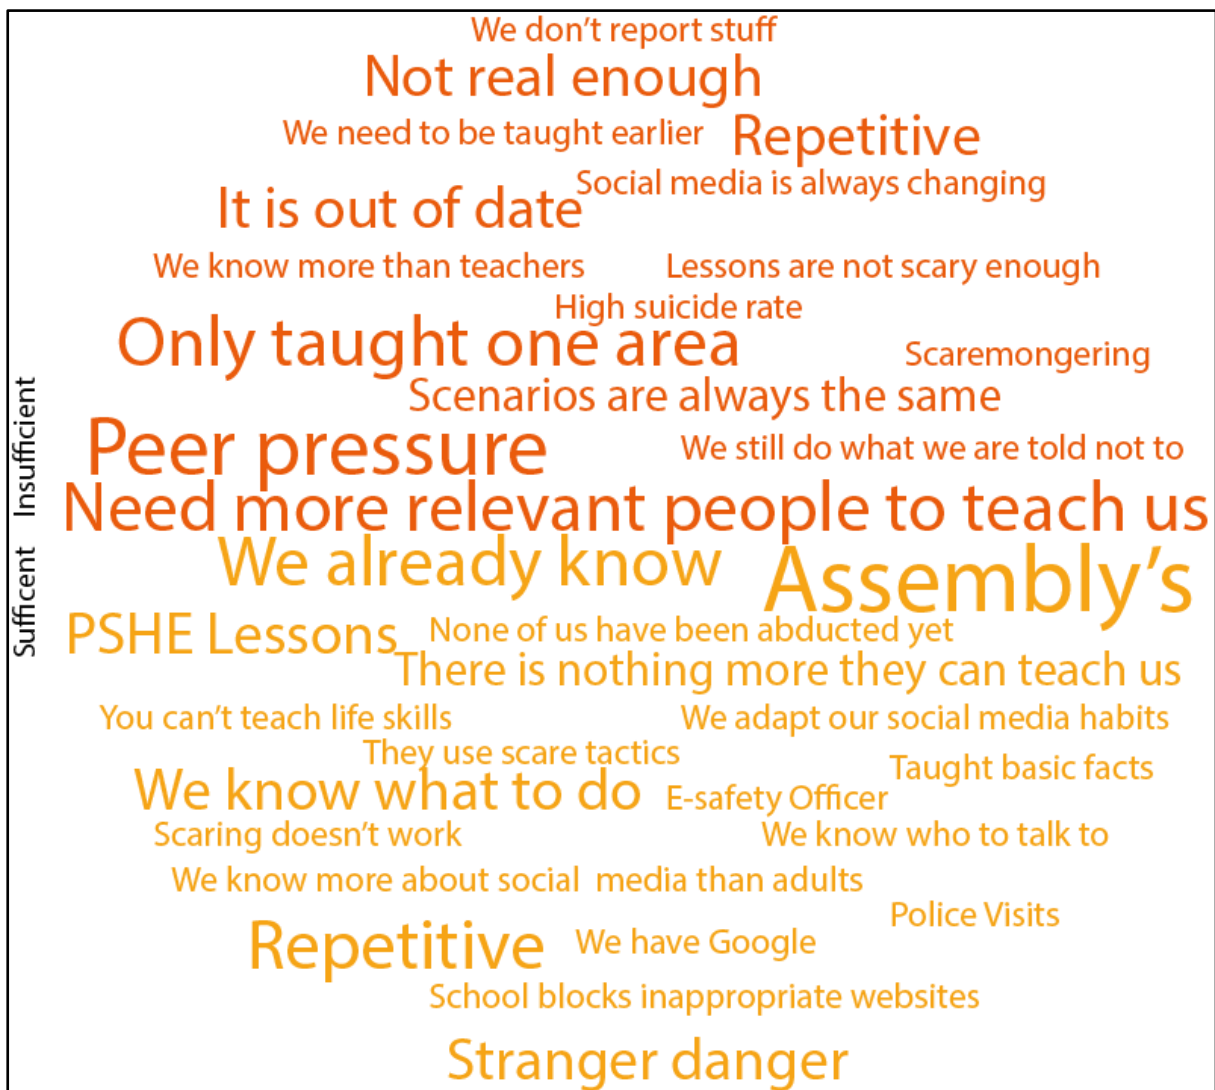 We don’t report stuff
Not real enough
We need to be taught earlier
Repetitive
Social media is always changing
It is out of date
We know more than teachers
Lessons are not scary enough
High suicide rate
Only taught one area
Scaremongering
Scenarios are always the same
Insufficient
Peer pressure
We still do what we are told not to
Need more relevant people to teach us
Sufficent
We already know
Assembly’s
PSHE Lessons
None of us have been abducted yet
There is nothing more they can teach us
You can’t teach life skills
We adapt our social media habits
They use scare tactics
Taught basic facts
We know what to do
E-safety Officer
Scaring doesn’t work
We know who to talk to
We know more about social media than adults
Police Visits
Repetitive
We have Google
School blocks inappropriate websites
Stranger danger